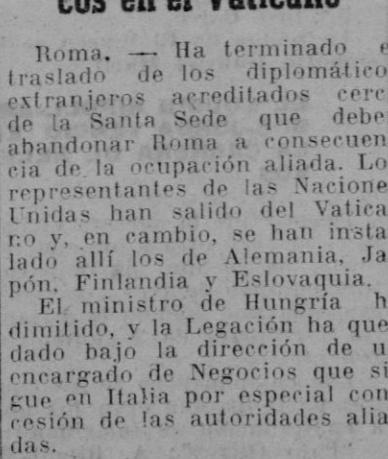 cos en el Vaticano
Roma. — Ha terminado e
traslado de los diplomático
extranjeros acreditados cerc
de la Santa Sede que debe
abandonar Roma a consecuen
cia de la ocupación aliada. Lo
representantes de las Nacione
Unidas han salido del Vatica
no y, en cambio, se han insta
lado allí los de Alemania, Ja
pón. Finlandia y Eslovaquia.
El ministro de Hungría h
dimitido, y la Legación ha que
dado bajo la dirección de u
encargado de Negocios que si
gue en Italia por especial con
cesión de las autoridades alia
das.